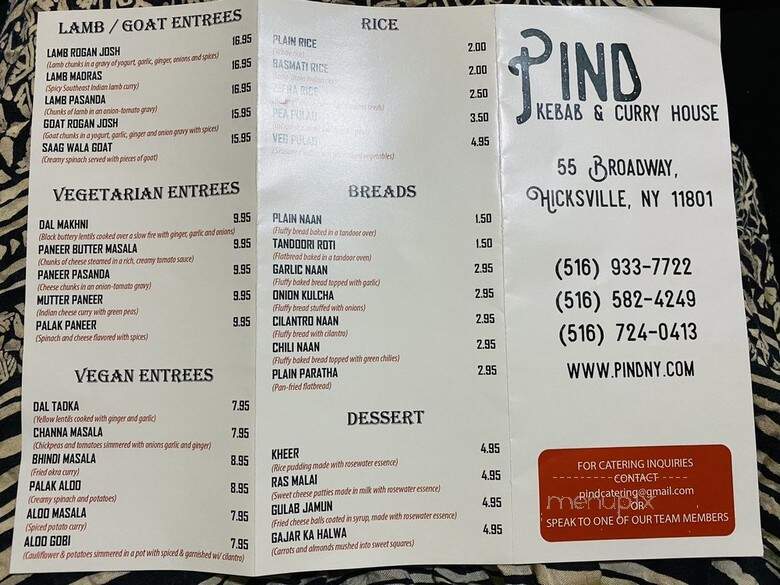 LAMB / GOAT ENTREES
LAMB ROGAN JOSH 16.95
(Lamb chunks in a gravy of yogurt, garlic, ginger, onions and spices)
LAMB MADRAS 16.95
(Spicy Southeast Indian lamb curry)
LAMB PASANDA 16.95
(Chunks of lamb in an onion-tomato gravy)
GOAT ROGAN JOSH 15.95
(Goat chunks in a yogurt, garlic, ginger and onion gravy with spices)
SAAG WALA GOAT 15.95
(Creamy spinach served with pieces of goat)
VEGETARIAN ENTREES
DAL MAKHNI 9.95
(Black buttery lentils cooked over a slow fire with ginger, garlic and onions)
PANEER BUTTER MASALA 9.95
(Chunks of cheese steamed in a rich, creamy tomato sauce)
PANEER PASANDA 9.95
(Cheese chunks in an onion-tomato gravy)
MUTTER PANEER 9.95
(Indian cheese curry with green peas)
PALAK PANEER 9.95
(Spinach and cheese flavored with spices)
VEGAN ENTREES
DAL TADKA 7.95
(Yellow lentils cooked with ginger and garlic)
CHANNA MASALA 7.95
(Chickpeas and tomatoes simmered with onions garlic and ginger)
BHINDI MASALA 8.95
(Fried okra curry)
PALAK ALOO 8.95
(Creamy spinach and potatoes)
ALOO MASALA 7.95
(Spiced potato curry)
ALOO GOBI 7.95
(Cauliflower & potatoes simmered in a pot with spiced & garnished w/ cilantro)
RICE
PLAIN RICE 2.00
BASMATI RICE 2.00
RICE 2.50
PEA PULAO 3.50
VEG PULAO 4.95
vegetables)
BREADS
PLAIN NAAN 1.50
(Fluffy bread baked in a tandoor over)
TANDOORI ROTI 1.50
(Flatbread baked in a tandoor oven)
GARLIC NAAN 2.95
(Fluffy baked bread topped with garlic)
ONION KULCHA 2.95
(Fluffy bread stuffed with onions)
CILANTRO NAAN 2.95
(Fluffy bread with cilantro)
CHILI NAAN 2.95
(Fluffy baked bread topped with green chilies)
PLAIN PARATHA 2.95
(Pan-fried flatbread)
DESSERT
KHEER 4.95
(Rice pudding made with rosewater essence)
RAS MALAI 4.95
(Sweet cheese patties made in milk with rosewater essence)
GULAB JAMUN 4.95
(Fried cheese balls coated in syrup, made with rosewater essence)
GAJAR KA HALWA 4.95
(Carrots and almonds mushed into sweet squares)
PIND
KEBAB & CURRY HOUSE
55 BROADWAY,
HICKSVILLE, NY 11801
(516) 933-7722
(516) 582-4249
(516) 724-0413
WWW.PINDNY.COM
FOR CATERING INQUIRIES
CONTACT
pindcatering@gmail.com
menupix
OR
SPEAK TO ONE OF OUR TEAM MEMBERS